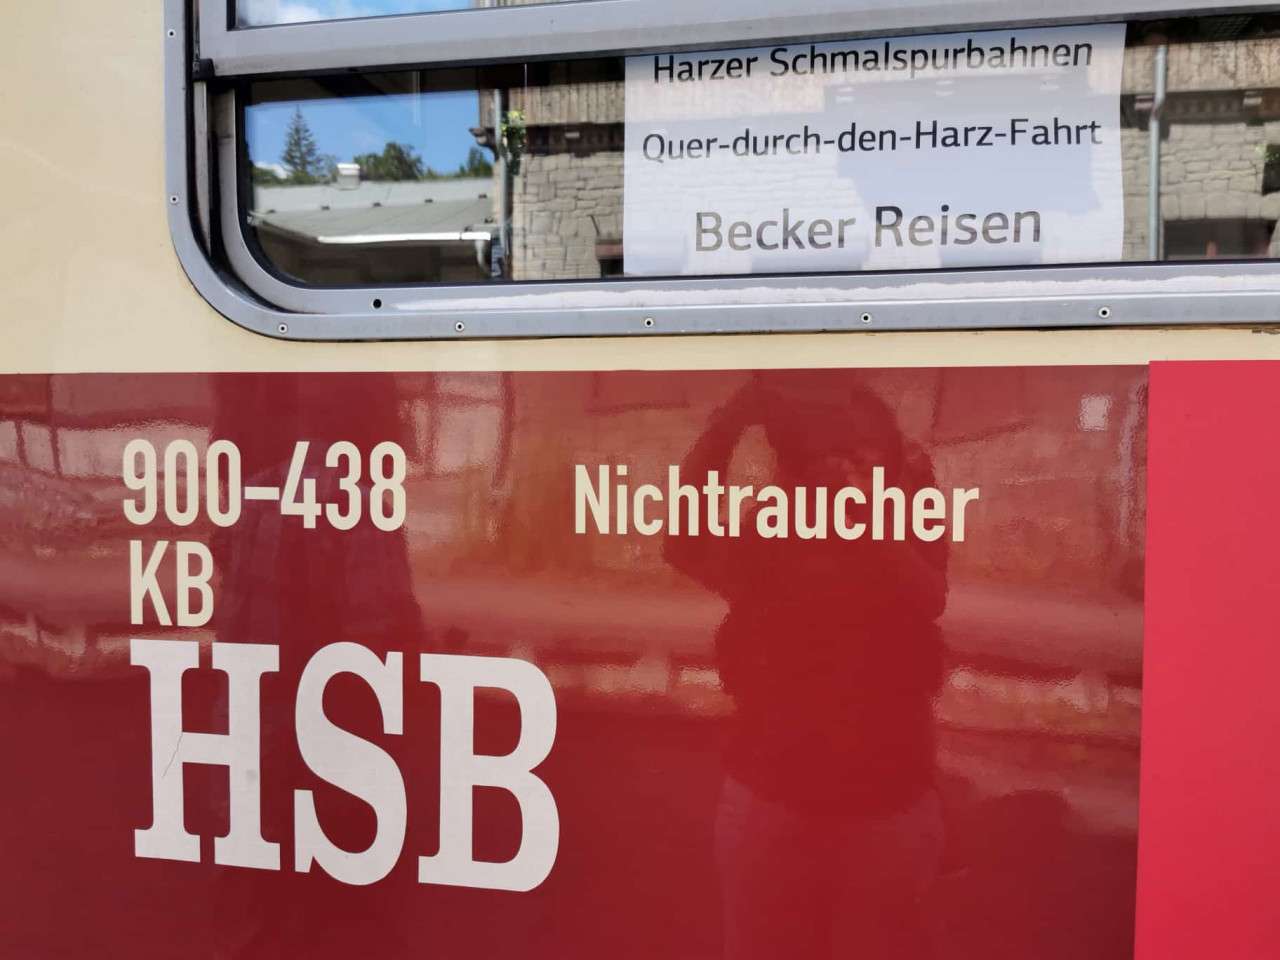 Harzer Schmalspurbahnen
Quer-durch-den-Harz-Fahrt
Becker Reisen
900-438
Nichtraucher
KB
HSB